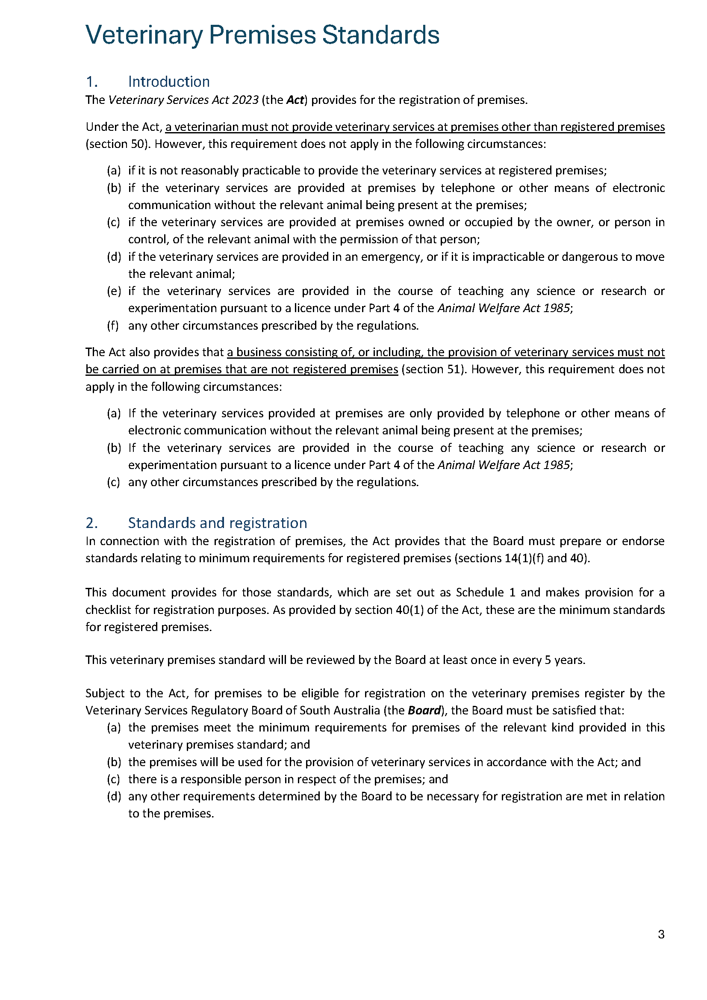 Veterinary Premises Standards
1. Introduction
The Veterinary Services Act 2023 (the Act) provides for the registration of premises.
Under the Act, a veterinarian must not provide veterinary services at premises other than registered premises
(section 50). However, this requirement does not apply in the following circumstances:
(a) if it is not reasonably practicable to provide the veterinary services at registered premises;
(b) if the veterinary services are provided at premises by telephone or other means of electronic
communication without the relevant animal being present at the premises;
(c) if the veterinary services are provided at premises owned or occupied by the owner, or person in
control, of the relevant animal with the permission of that person;
(d) if the veterinary services are provided in an emergency, or if it is impracticable or dangerous to move
the relevant animal;
(e) if the veterinary services are provided in the course of teaching any science or research or
experimentation pursuant to a licence under Part 4 of the Animal Welfare Act 1985;
(f) any other circumstances prescribed by the regulations.
The Act also provides that a business consisting of, or including, the provision of veterinary services must not
be carried on at premises that are not registered premises (section 51). However, this requirement does not
apply in the following circumstances:
(a) If the veterinary services provided at premises are only provided by telephone or other means of
electronic communication without the relevant animal being present at the premises;
(b) If the veterinary services are provided in the course of teaching any science or research or
experimentation pursuant to a licence under Part 4 of the Animal Welfare Act 1985;
(c) any other circumstances prescribed by the regulations.
2. Standards and registration
In connection with the registration of premises, the Act provides that the Board must prepare or endorse
standards relating to minimum requirements for registered premises (sections 14(1)(f) and 40).
This document provides for those standards, which are set out as Schedule 1 and makes provision for a
checklist for registration purposes. As provided by section 40(1) of the Act, these are the minimum standards
for registered premises.
This veterinary premises standard will be reviewed by the Board at least once in every 5 years.
Subject to the Act, for premises to be eligible for registration on the veterinary premises register by the
Veterinary Services Regulatory Board of South Australia (the Board), the Board must be satisfied that:
(a) the premises meet the minimum requirements for premises of the relevant kind provided in this
veterinary premises standard; and
(b) the premises will be used for the provision of veterinary services in accordance with the Act; and
(c) there is a responsible person in respect of the premises; and
(d) any other requirements determined by the Board to be necessary for registration are met in relation
to the premises.
3